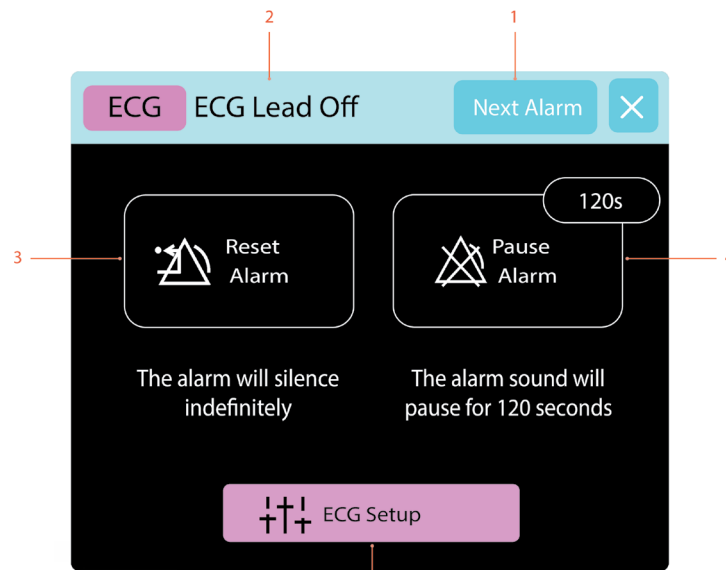 2
1
ECG
ECG Lead Off
Next Alarm
120s
Reset
Alarm
Pause
Alarm
3
The alarm will silence
indefinitely
The alarm sound will
pause for 120 seconds
ECG Setup